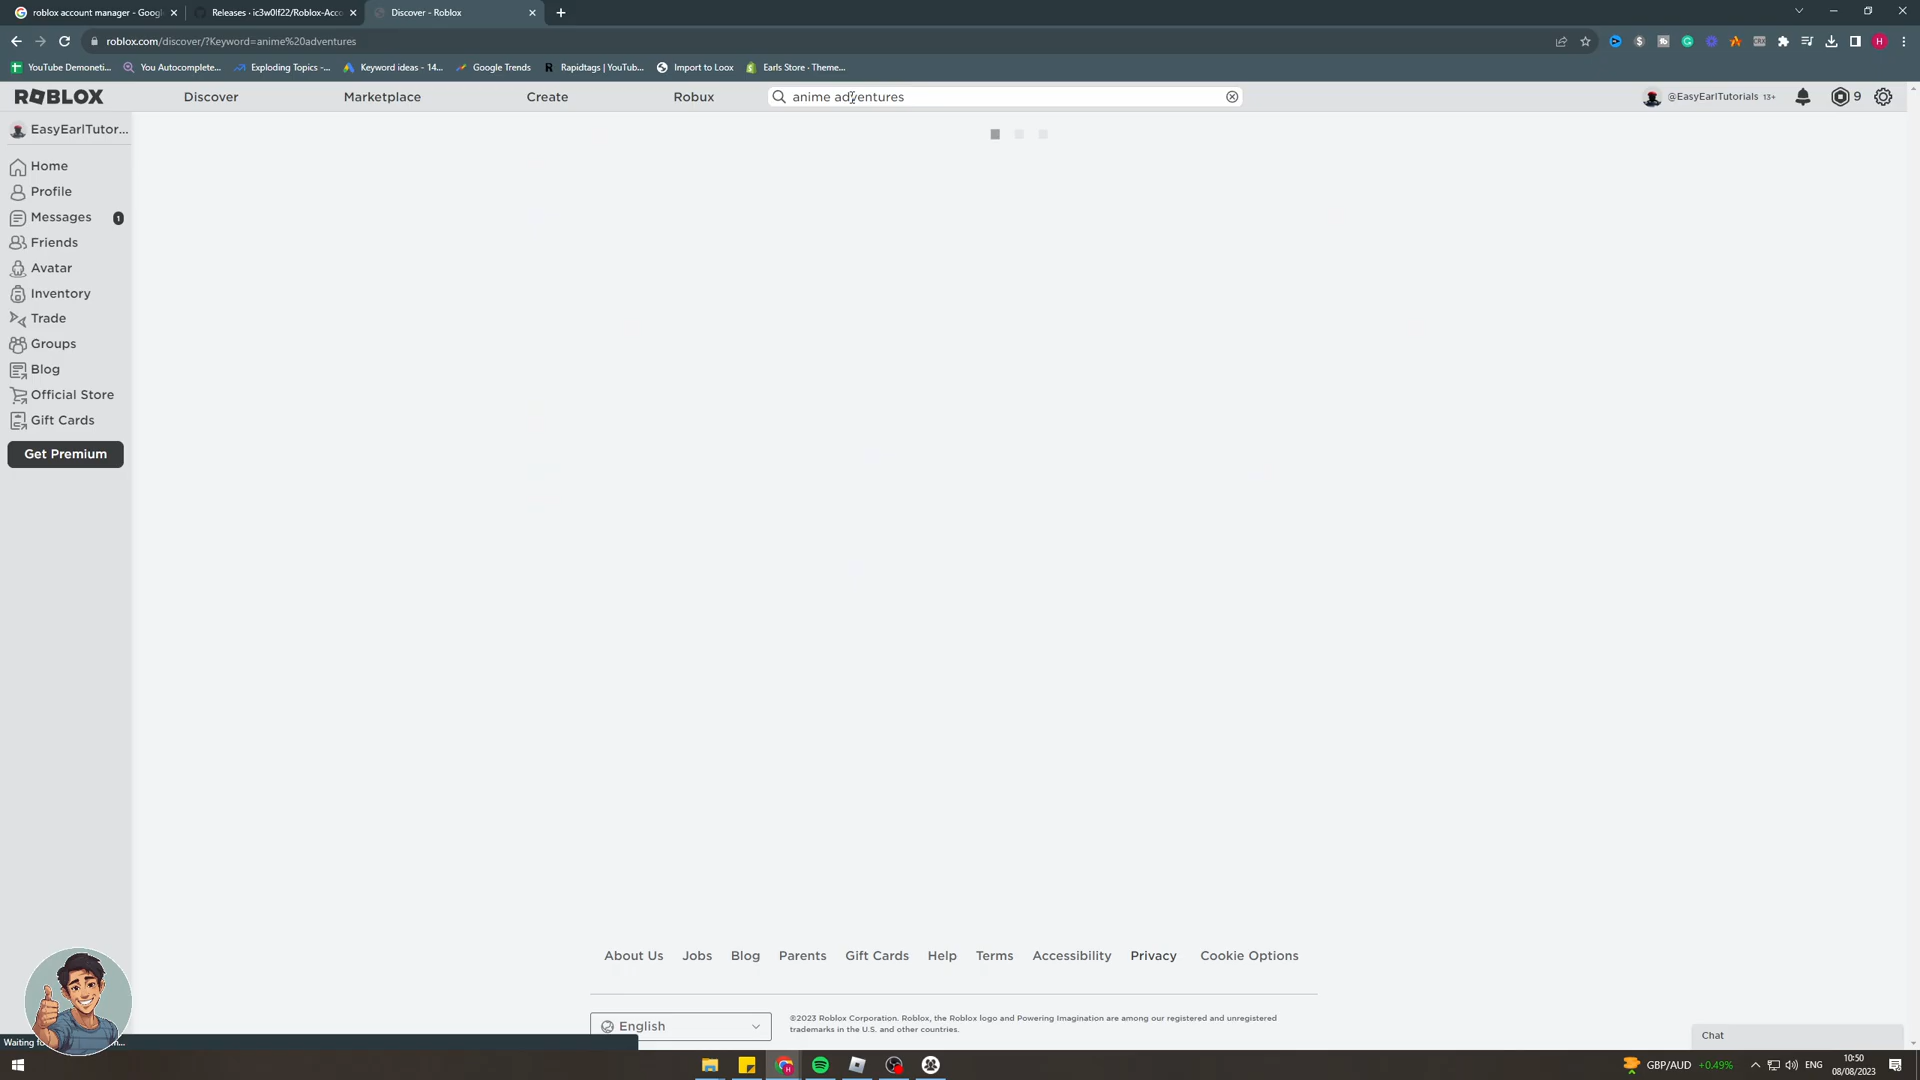 roblox account manager - Googl
Releases · ic3w0lf22/Roblox-Acco
Discover - Roblox
roblox.com/discover/?Keyword=anime%20adventures
YouTube Demoneti...
You Autocomplete...
Exploding Topics -...
Keyword ideas - 14...
Google Trends
Rapidtags | YouTub...
Import to Loox
Earls Store · Theme...
ROBLOX
Discover
Marketplace
Create
Robux
anime adventures
@EasyEarlTutorials 13+
9
EasyEarlTutor...
Home
Profile
Messages 1
Friends
Avatar
Inventory
Trade
Groups
Blog
Official Store
Gift Cards
Get Premium
About Us Jobs Blog Parents Gift Cards Help Terms Accessibility Privacy Cookie Options
English
©2023 Roblox Corporation. Roblox, the Roblox logo and Powering Imagination are among our registered and unregistered
trademarks in the U.S. and other countries.
Chat
Waiting
GBP/AUD +0.49%
ENG
10:50
08/08/2023